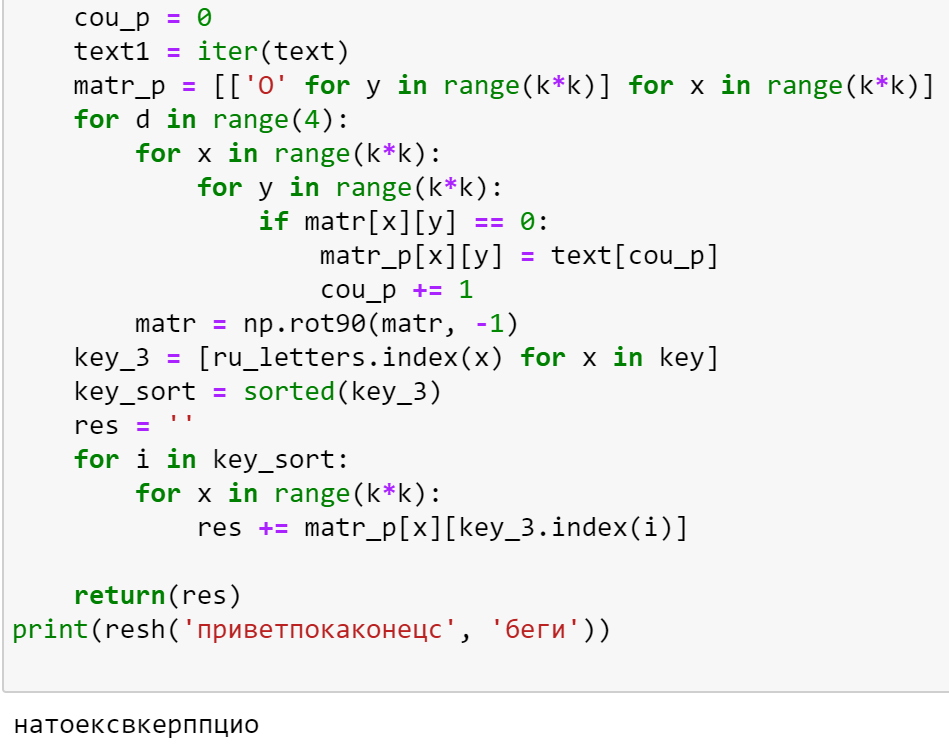 cou_p = 0
text1 = iter(text)
matr_p = [['О' for y in range(k*k)] for x in range(k*k)]
for d in range(4):
for x in range(k*k):
for y in range(k*k):
if matr[x][y] == 0:
matr_p[x][y] = text[cou_p]
cou_p += 1
matr = np.rot90(matr, -1)
key_3 = [ru_letters.index(x) for x in key]
key_sort = sorted(key_3)
res = ''
for i in key_sort:
for x in range(k*k):
res += matr_p[x][key_3.index(i)]
return(res)
print(resh('приветпокаконецс', 'беги'))
натоексвкерппцио